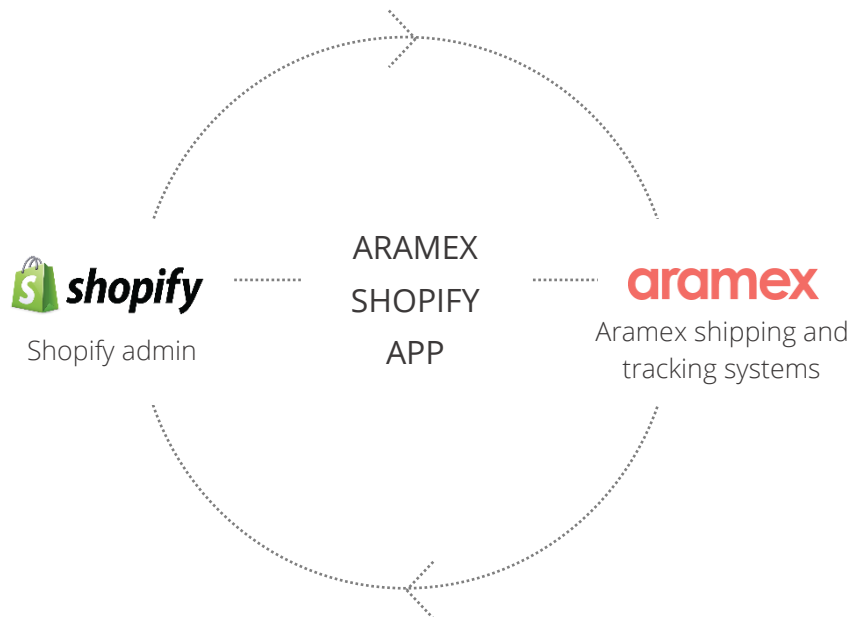 ARAMEX
SHOPIFY
APP
shopify
Shopify admin
aramex
Aramex shipping and
tracking systems